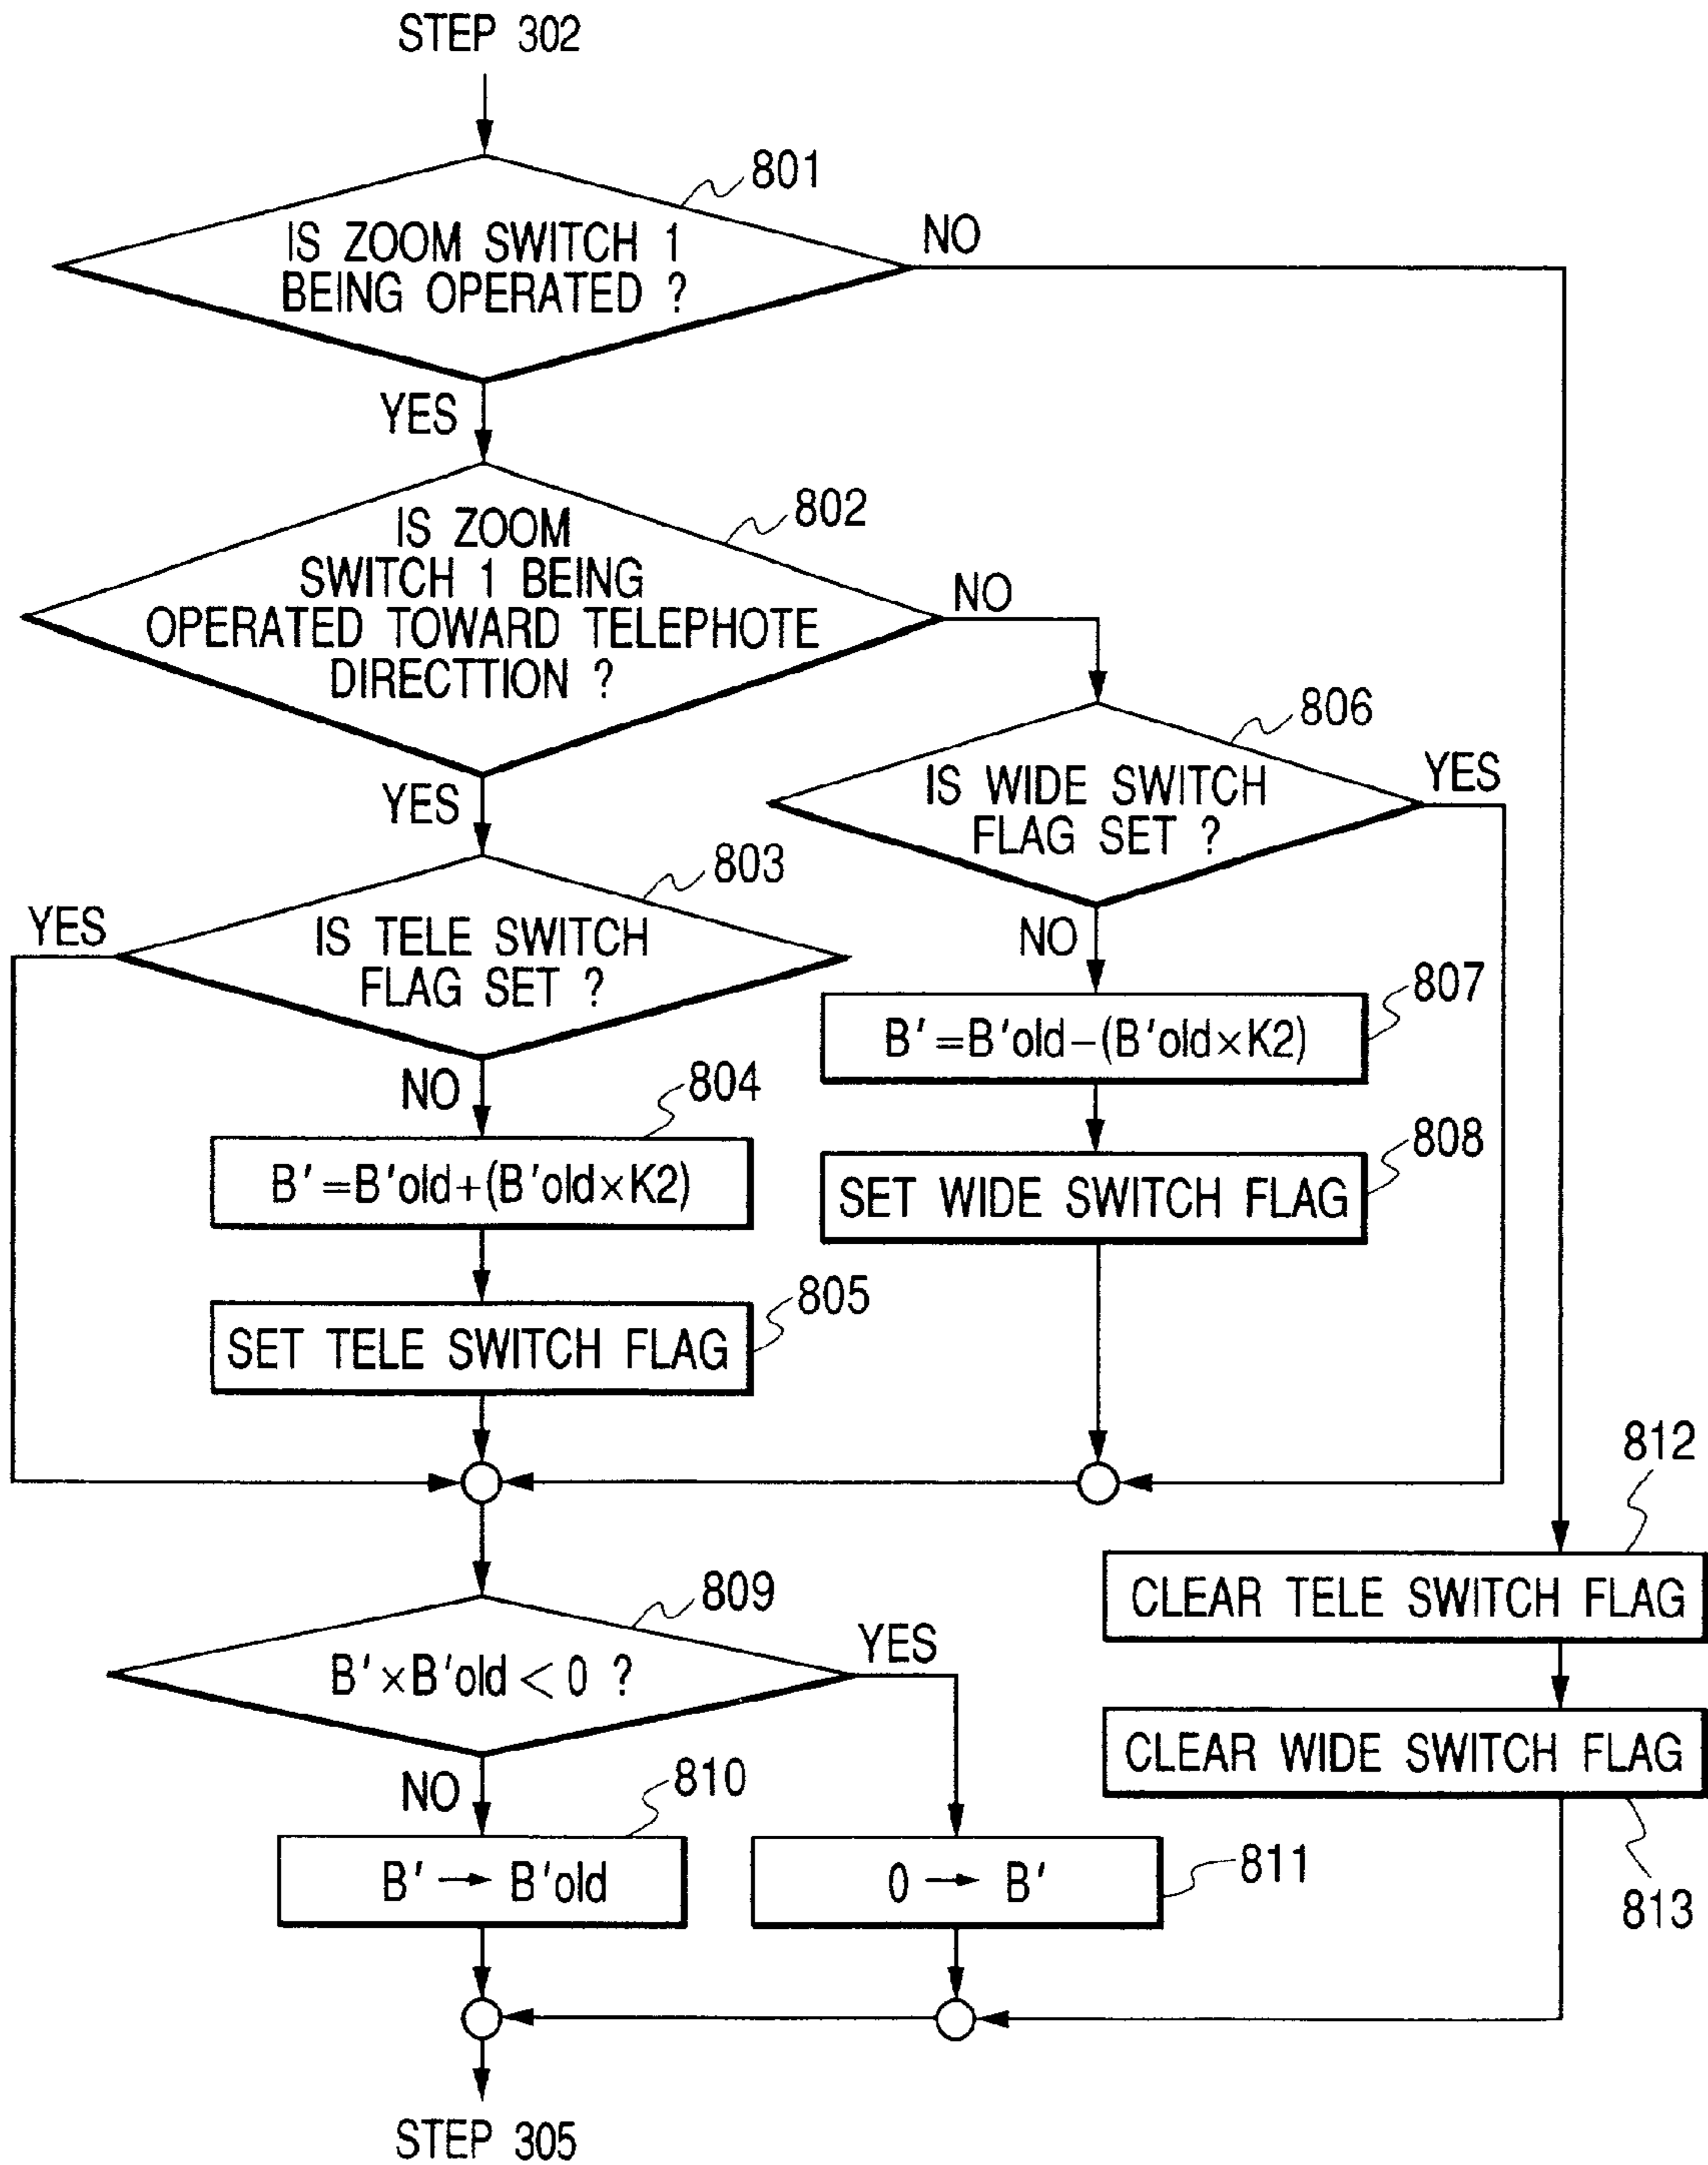 STEP 302
801
IS ZOOM SWITCH 1
BEING OPERATED ?
NO
YES
802
IS ZOOM
SWITCH 1 BEING
OPERATED TOWARD TELEPHOTE
DIRECTTION ?
NO
YES
806
IS WIDE SWITCH
FLAG SET ?
YES
NO
803
IS TELE SWITCH
FLAG SET ?
YES
NO
807
B'=B'old−(B'old×K2)
804
B'=B'old+(B'old×K2)
808
SET WIDE SWITCH FLAG
805
SET TELE SWITCH FLAG
812
CLEAR TELE SWITCH FLAG
809
B'×B'old < 0 ?
YES
NO
CLEAR WIDE SWITCH FLAG
813
810
B' → B'old
811
0 → B'
STEP 305